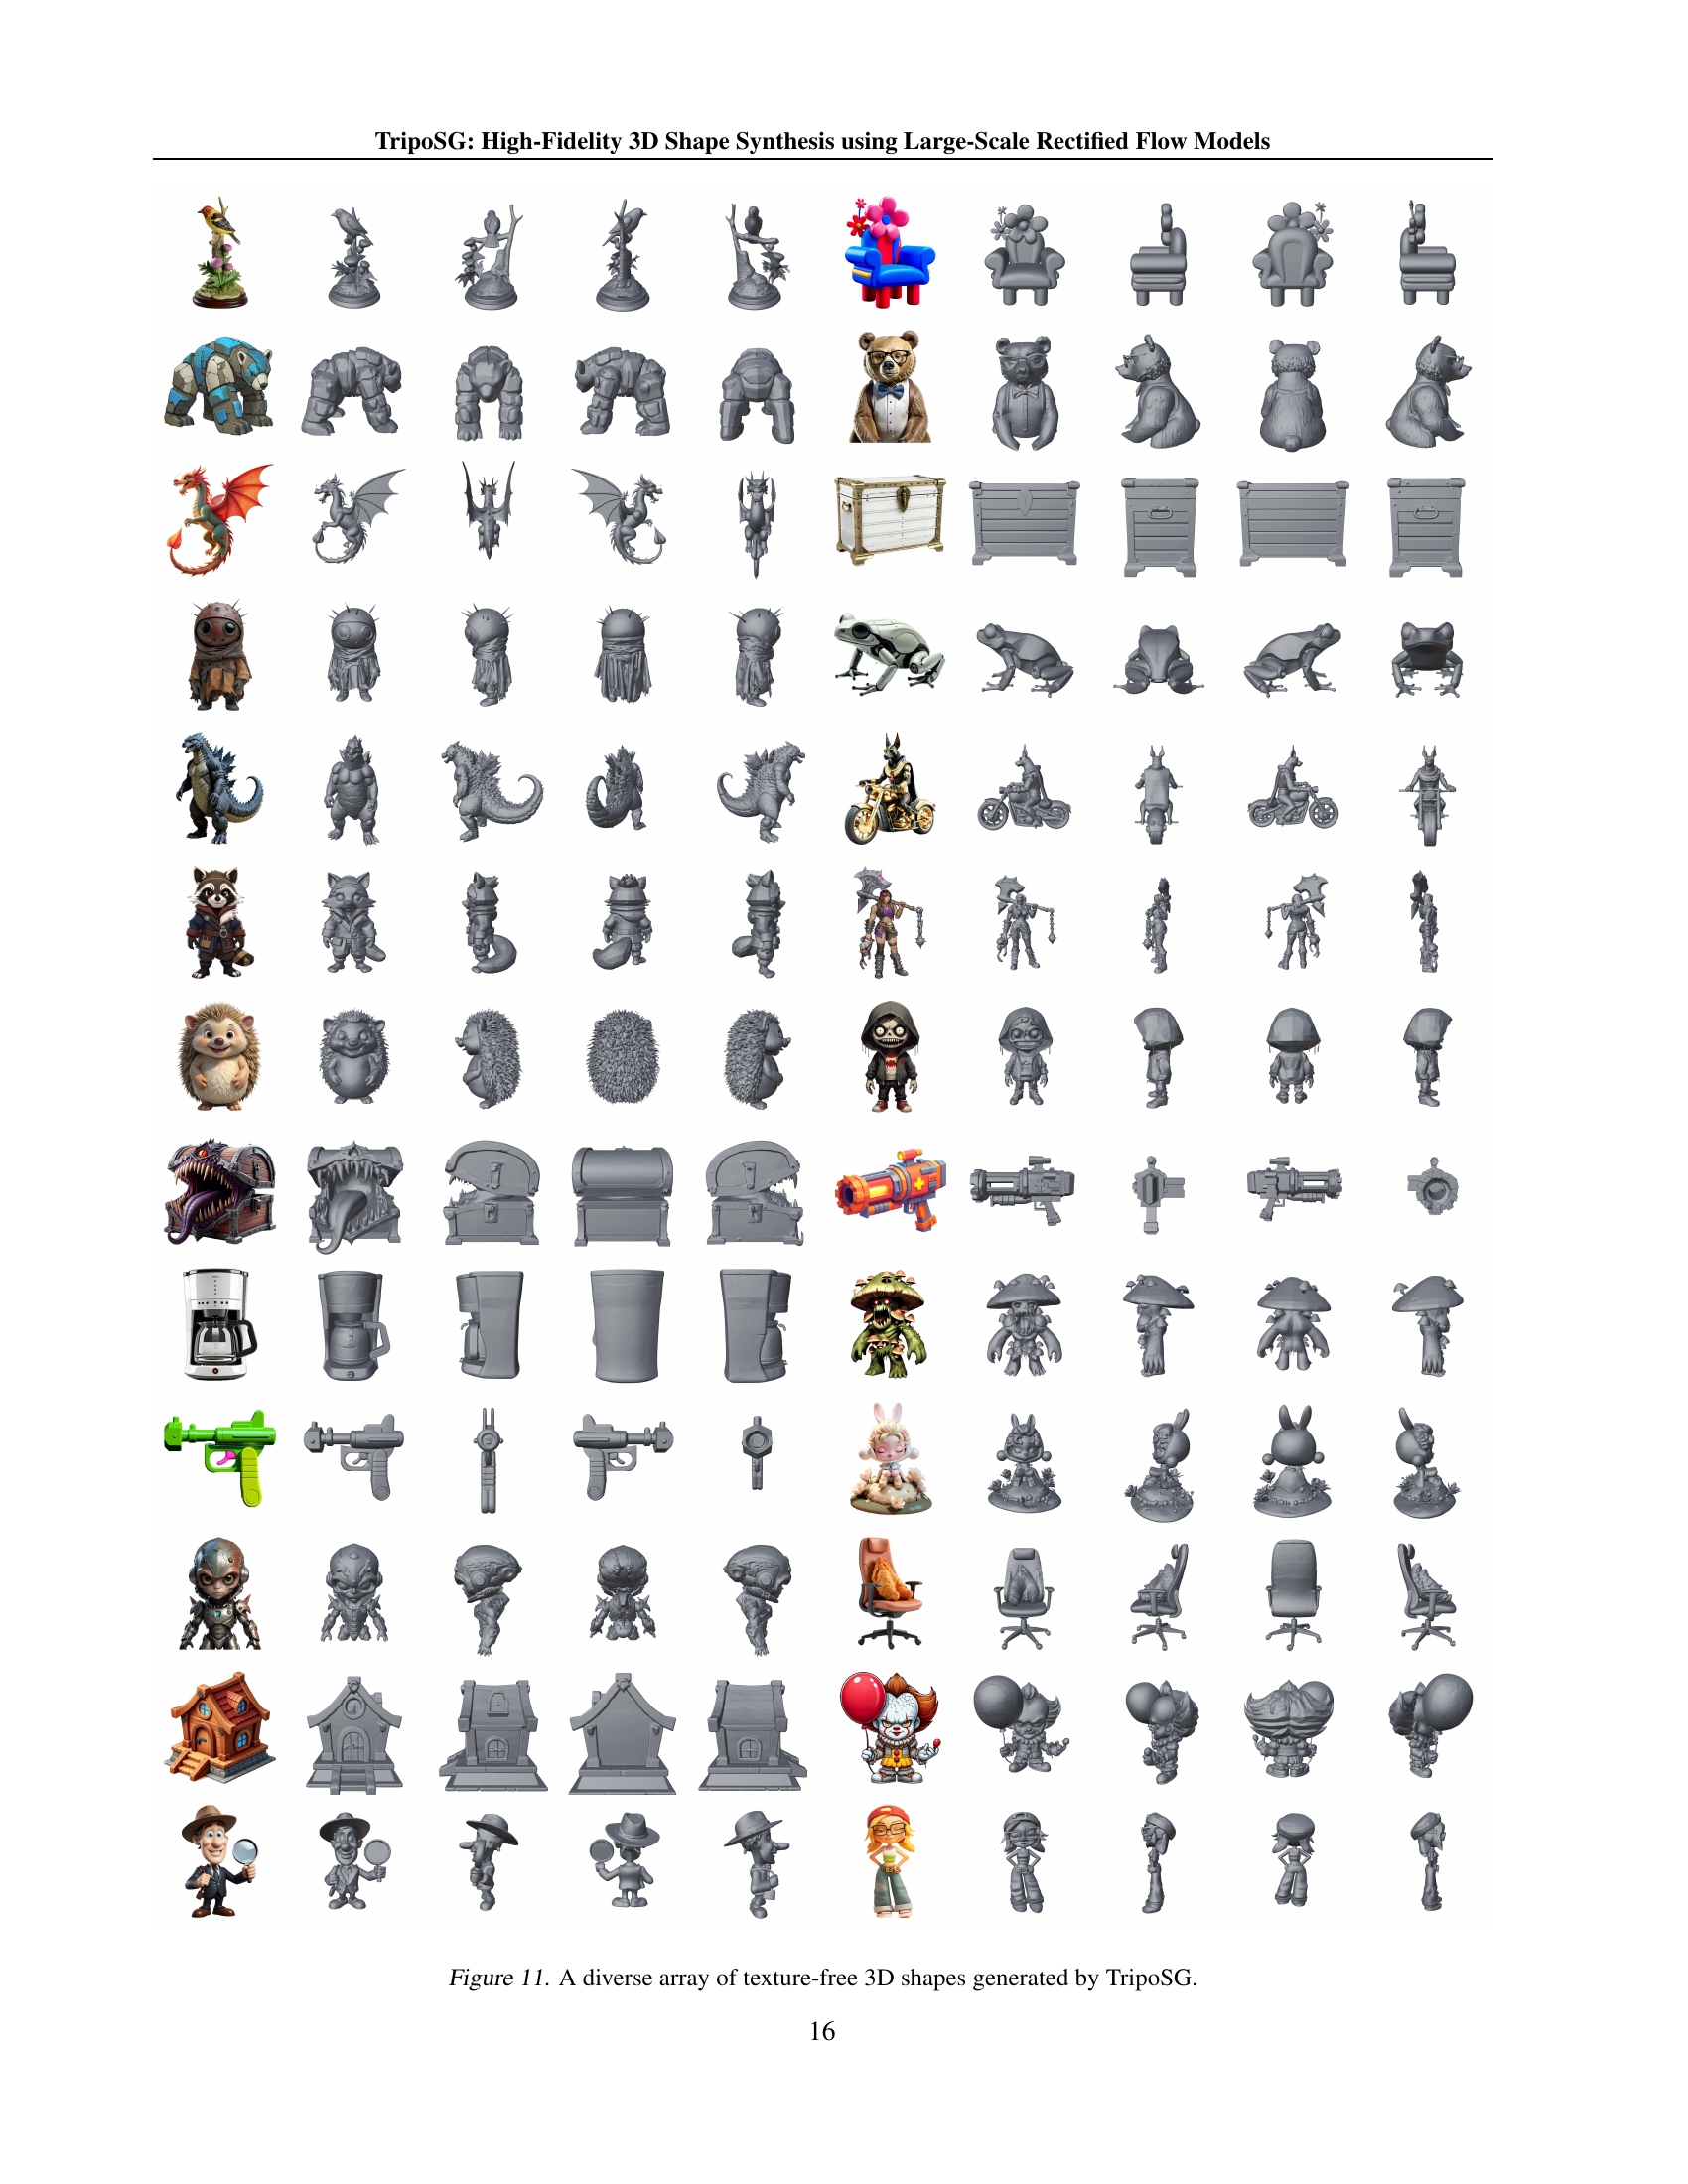 TripoSG: High-Fidelity 3D Shape Synthesis using Large-Scale Rectified Flow Models
Figure 11. A diverse array of texture-free 3D shapes generated by TripoSG.
16